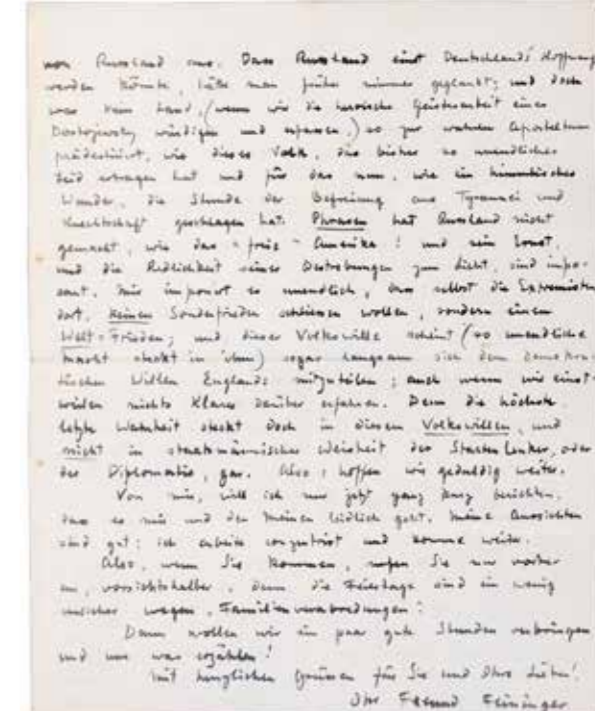 von Russland aus. Dass Russland einst Deutschlands Hoffnung
werden könnte, hätte man früher nimmer geglaubt; und doch
war kein Land, (wenn wir die heroische Geistesarbeit eines
Dostojewsky würdigen und erfassen,) so zur wahren Aposteltum
prädestiniert, wie dieses Volk, das bisher so unendliches
Leid ertragen hat und für das nun, wie ein himmlisches
Wunder, die Stunde der Befreiung aus Tyrannei und
Knechtschaft geschlagen hat. Phrasen hat Russland nicht
gemacht, wie das "freie" Amerika! und sein Ernst,
und die Redlichkeit seiner Bestrebungen zum Licht, sind impo-
sant. Mir imponiert es unendlich, dass selbst die Extremisten
dort, keinen Sonderfrieden schliessen wollen, sondern einen
Welt-Frieden; und dieser Volkswille scheint (so unendliche
Macht steckt in ihm) sogar langsam sich dem demokra-
tischen Willen Englands mitzuteilen; auch wenn wir einst-
weilen nichts Klares darüber erfahren. Denn die höchste
letzte Wahrheit steckt doch in diesem Volkswillen, und
nicht in staatsmännischer Weisheit der Staaten Lenker, oder
der Diplomatie, gar. Also: hoffen wir geduldig weiter.
Von mir, will ich nur jetzt ganz kurz berichten,
dass es mir und den Meinen leidlich geht. Meine Aussichten
sind gut; ich arbeite conzentriert und komme weiter.
Also, wenn Sie kommen, rufen Sie nur vorher
an, vorsichtshalber, denn die Feiertage sind ein wenig
unsicher wegen "Familienverabredungen"!
Dann wollen wir ein paar gute Stunden verbringen
und uns was erzählen!
Mit herzlichen Grüssen für Sie und Ihre Lieben!
Ihr Freund Feininger